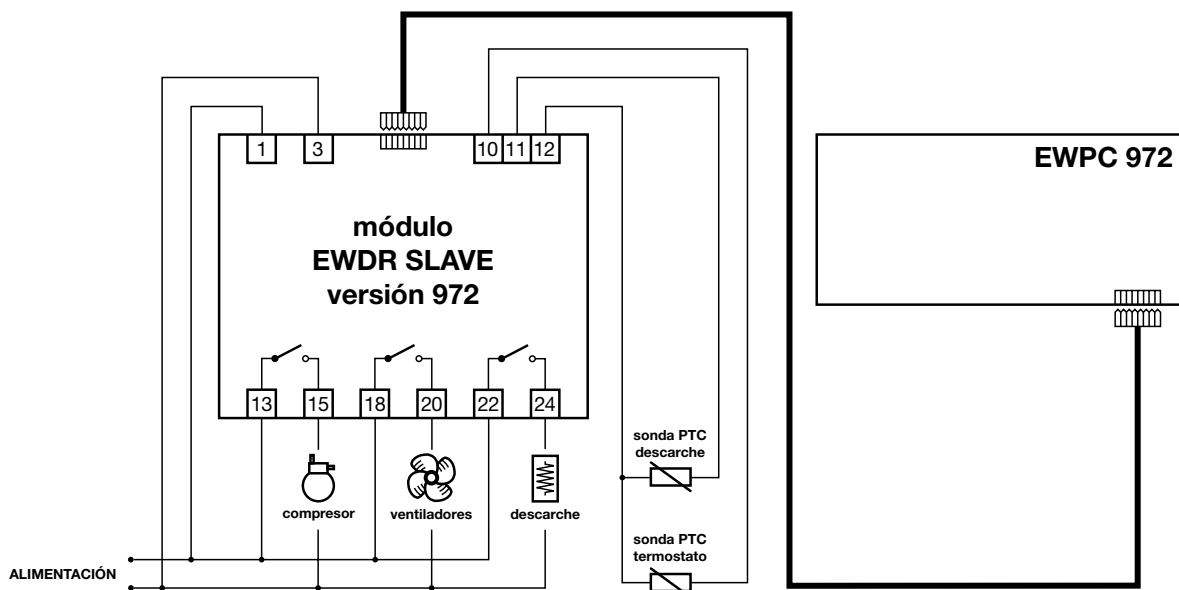 1
3
10
11
12
EWPC 972
módulo
EWDR SLAVE
versión 972
13
15
18
20
22
24
sonda PTC
descarche
compresor
ventiladores
descarche
sonda PTC
termostato
ALIMENTACIÓN